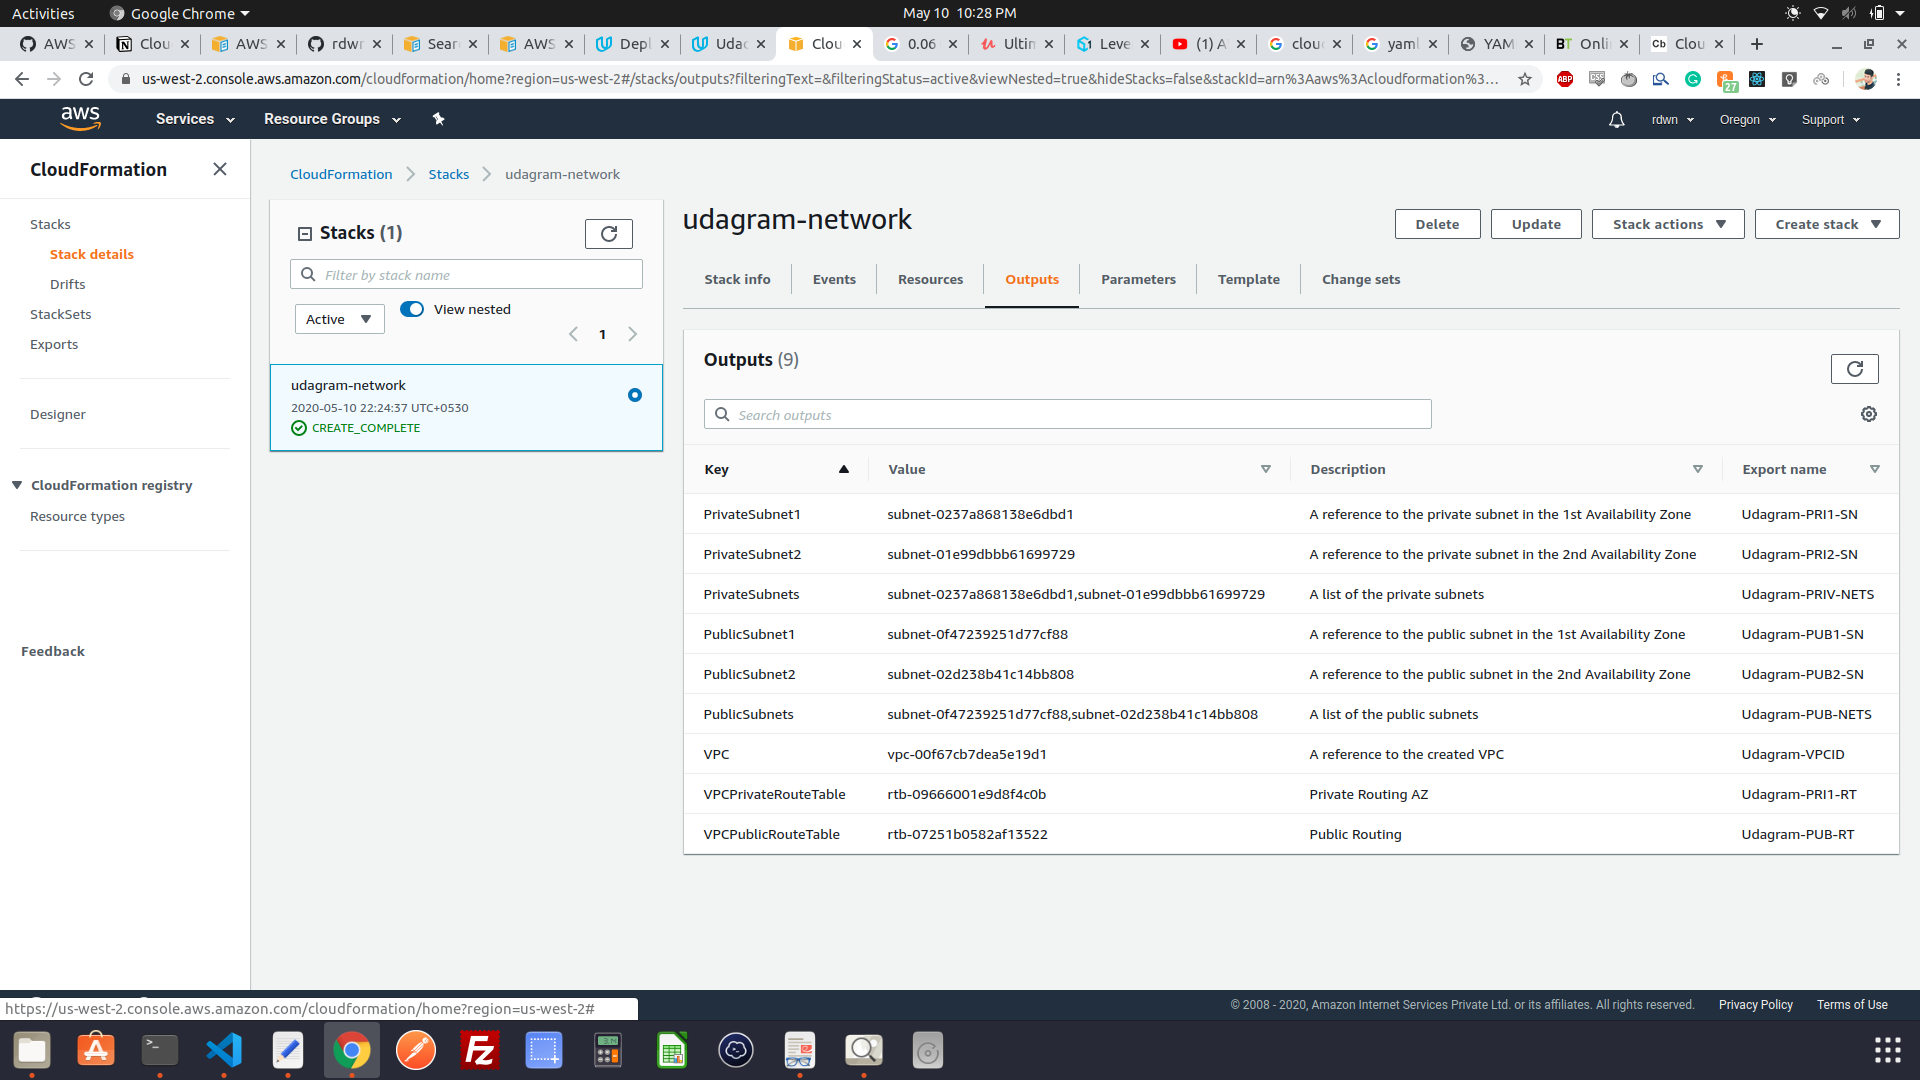 Activities
Google Chrome
May 10 10:28 PM
AWS
Clou
AWS
rdwr
Sear
AWS
Depl
Udac
Clou
0.06
Ultin
Leve
(1) A
clou
yaml
YAM
BT Onli
Cb Clou
us-west-2.console.aws.amazon.com/cloudformation/home?region=us-west-2#/stacks/outputs?filteringText=&filteringStatus=active&viewNested=true&hideStacks=false&stackId=arn%3Aaws%3Acloudformation%3...
ABP
27
aws
Services
Resource Groups
rdwn
Oregon
Support
CloudFormation
Stacks
Stack details
Drifts
StackSets
Exports
Designer
CloudFormation registry
Resource types
Feedback
CloudFormation
Stacks
udagram-network
Stacks (1)
Filter by stack name
Active
View nested
1
udagram-network
2020-05-10 22:24:37 UTC+0530
CREATE_COMPLETE
udagram-network
Delete
Update
Stack actions
Create stack
Stack info
Events
Resources
Outputs
Parameters
Template
Change sets
Outputs (9)
Search outputs
Key Value Description Export name
PrivateSubnet1 subnet-0237a868138e6dbd1 A reference to the private subnet in the 1st Availability Zone Udagram-PRI1-SN
PrivateSubnet2 subnet-01e99dbbb61699729 A reference to the private subnet in the 2nd Availability Zone Udagram-PRI2-SN
PrivateSubnets subnet-0237a868138e6dbd1,subnet-01e99dbbb61699729 A list of the private subnets Udagram-PRIV-NETS
PublicSubnet1 subnet-0f47239251d77cf88 A reference to the public subnet in the 1st Availability Zone Udagram-PUB1-SN
PublicSubnet2 subnet-02d238b41c14bb808 A reference to the public subnet in the 2nd Availability Zone Udagram-PUB2-SN
PublicSubnets subnet-0f47239251d77cf88,subnet-02d238b41c14bb808 A list of the public subnets Udagram-PUB-NETS
VPC vpc-00f67cb7dea5e19d1 A reference to the created VPC Udagram-VPCID
VPCPrivateRouteTable rtb-09666001e9d8f4c0b Private Routing AZ Udagram-PRI1-RT
VPCPublicRouteTable rtb-07251b0582af13522 Public Routing Udagram-PUB-RT
https://us-west-2.console.aws.amazon.com/cloudformation/home?region=us-west-2#
© 2008 - 2020, Amazon Internet Services Private Ltd. or its affiliates. All rights reserved.
Privacy Policy
Terms of Use
Fz